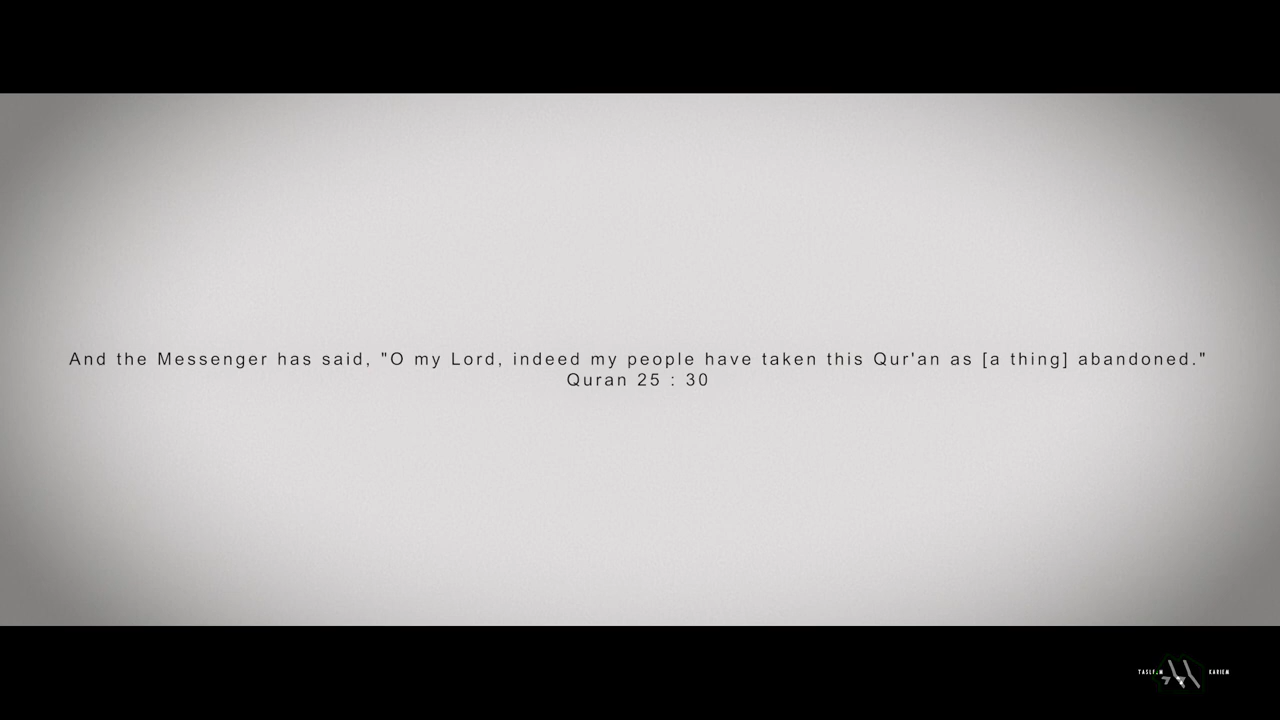 And the Messenger has said, "O my Lord, indeed my people have taken this Qur'an as [a thing] abandoned."
Quran 25 : 30
KARIEM